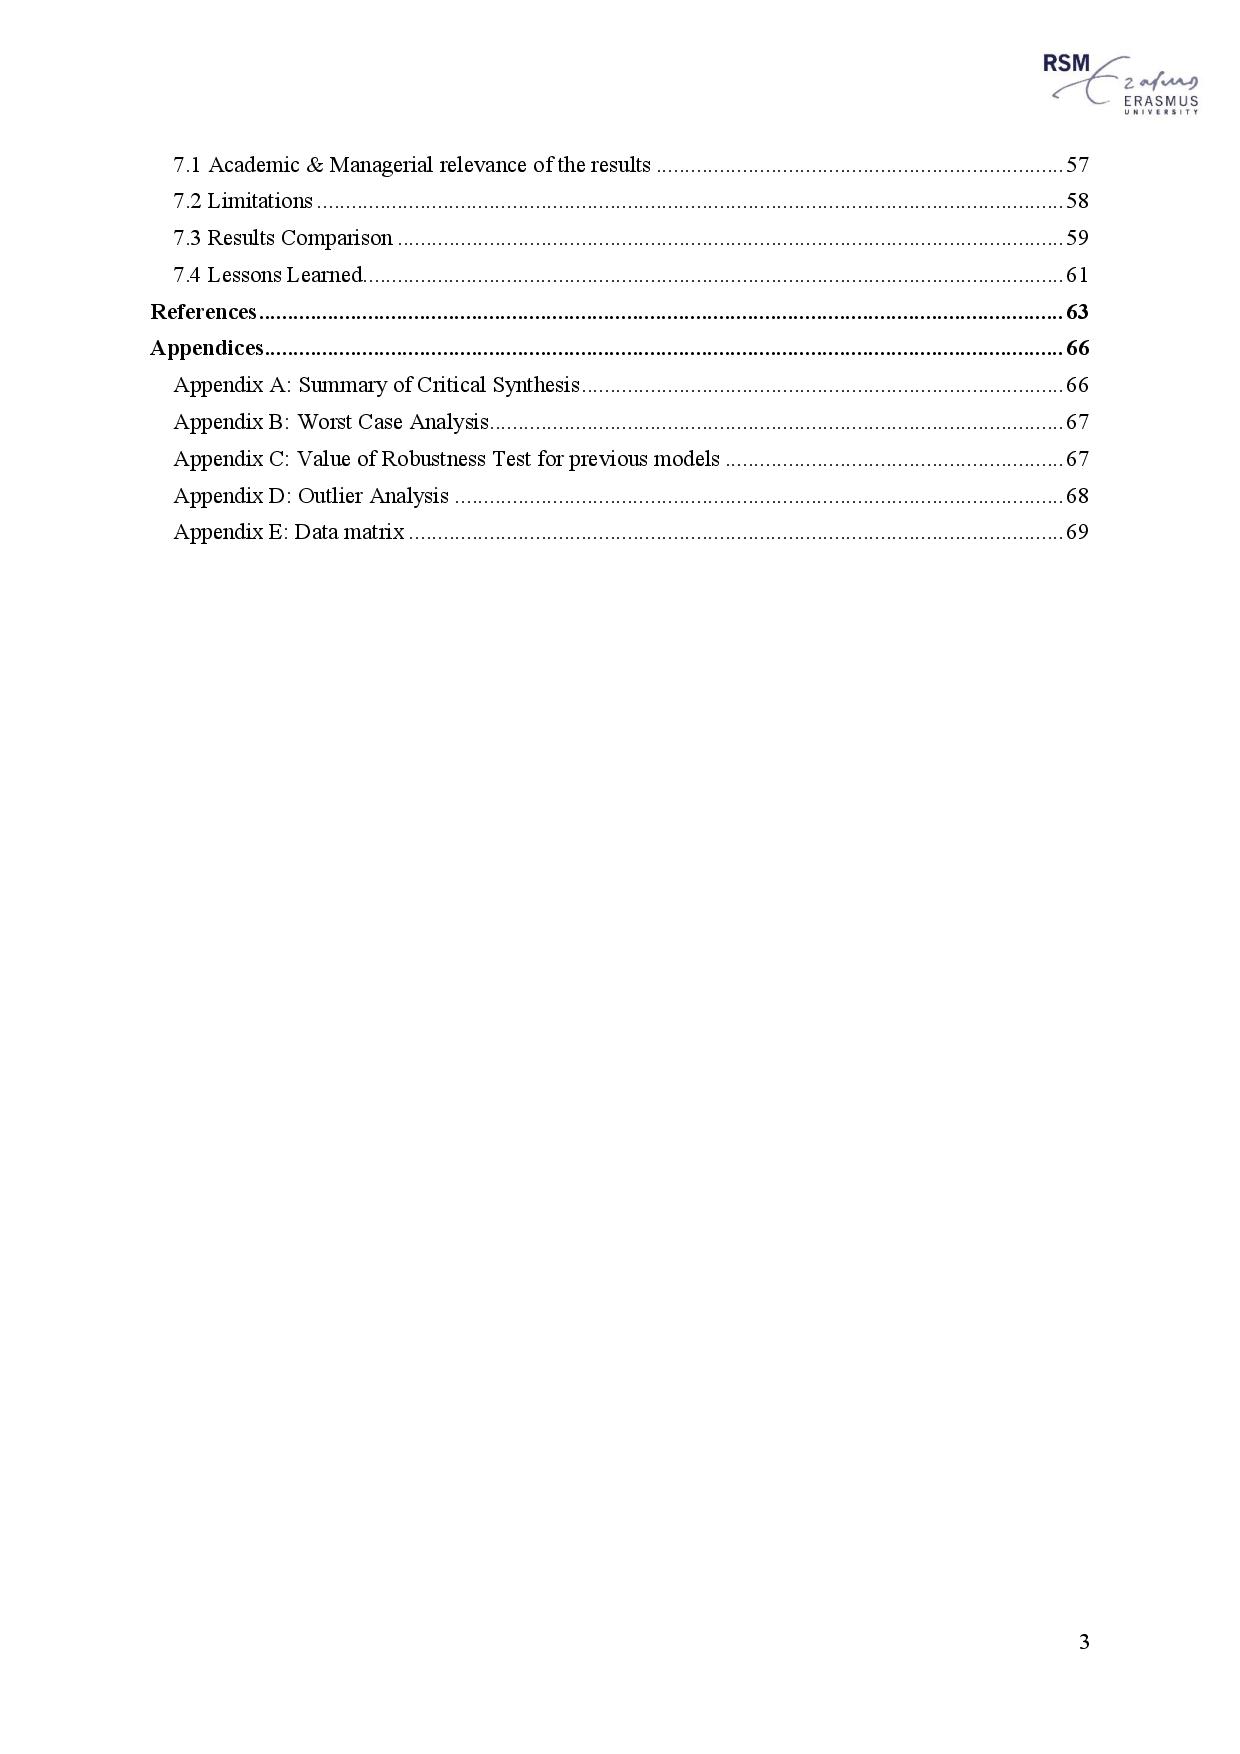 RSM
Erasmus
ERASMUS
UNIVERSITY
7.1 Academic & Managerial relevance of the results ....................................................................... 57
7.2 Limitations .................................................................................................................................. 58
7.3 Results Comparison .................................................................................................................... 59
7.4 Lessons Learned.......................................................................................................................... 61
References ............................................................................................................................................ 63
Appendices........................................................................................................................................... 66
Appendix A: Summary of Critical Synthesis.................................................................................... 66
Appendix B: Worst Case Analysis.................................................................................................... 67
Appendix C: Value of Robustness Test for previous models ........................................................... 67
Appendix D: Outlier Analysis .......................................................................................................... 68
Appendix E: Data matrix .................................................................................................................. 69
3